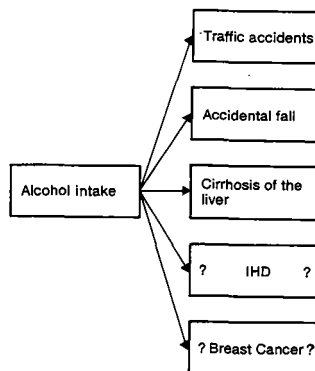 Traffic accidents
Accidental fall
Alcohol intake
Cirrhosis of the
liver
? IHD ?
? Breast Cancer ?